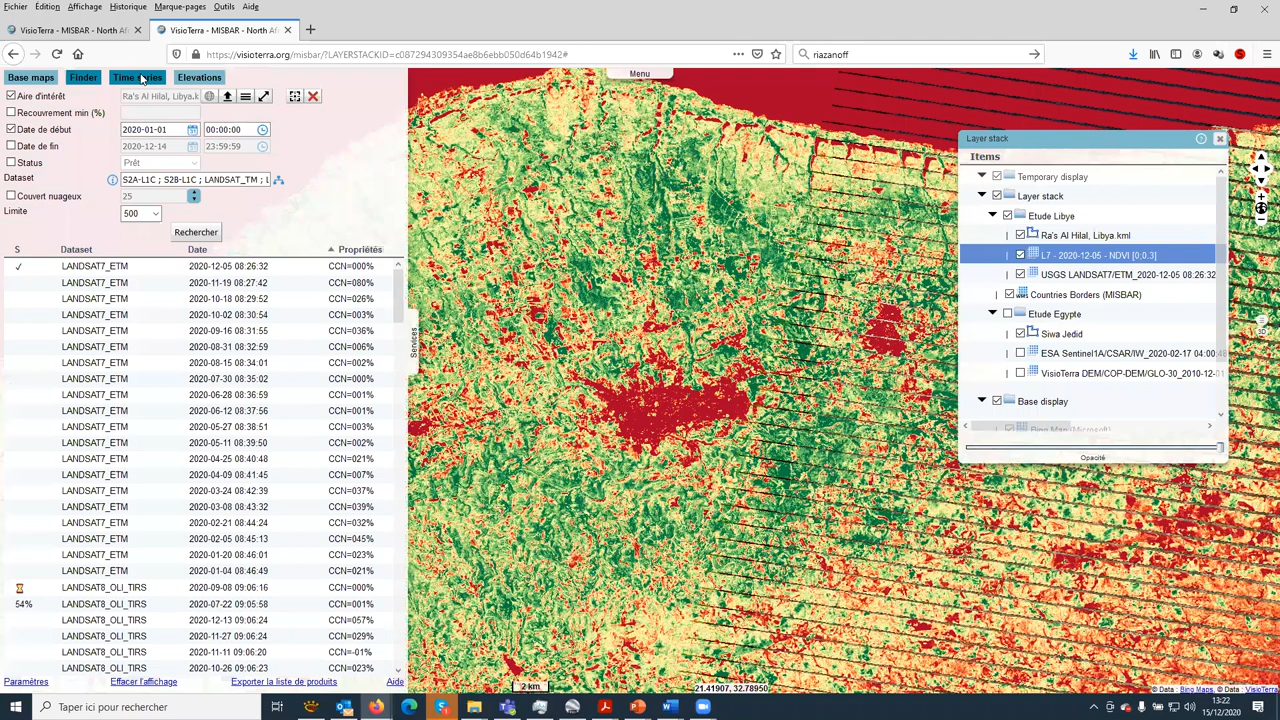 Fichier Édition Affichage Historique Marque-pages Outils Aide
VisioTerra - MISBAR - North Af
VisioTerra - MISBAR - North Af
https://visioterra.org/misbar/?LAYERSTACKID=c087294309354ae8b6ebb050d64b1942#
riazanoff
Base maps Finder Time series Elevations
Menu
Aire d'intérêt Ra's Al Hilal, Libya.k
Recouvrement min (%)
Date de début 2020-01-01 00:00:00
Date de fin 2020-12-14 23:59:59
Status Prêt
Dataset S2A-L1C ; S2B-L1C ; LANDSAT_TM ; L
Couvert nuageux 25
Limite 500
Rechercher
S Dataset Date Propriétés
✓ LANDSAT7_ETM 2020-12-05 08:26:32 CCN=000%
LANDSAT7_ETM 2020-11-19 08:27:42 CCN=080%
LANDSAT7_ETM 2020-10-18 08:29:52 CCN=026%
LANDSAT7_ETM 2020-10-02 08:30:54 CCN=003%
LANDSAT7_ETM 2020-09-16 08:31:55 CCN=036%
LANDSAT7_ETM 2020-08-31 08:32:59 CCN=006%
LANDSAT7_ETM 2020-08-15 08:34:01 CCN=002%
LANDSAT7_ETM 2020-07-30 08:35:02 CCN=000%
LANDSAT7_ETM 2020-06-28 08:36:59 CCN=001%
LANDSAT7_ETM 2020-06-12 08:37:56 CCN=001%
LANDSAT7_ETM 2020-05-27 08:38:51 CCN=003%
LANDSAT7_ETM 2020-05-11 08:39:50 CCN=002%
LANDSAT7_ETM 2020-04-25 08:40:48 CCN=021%
LANDSAT7_ETM 2020-04-09 08:41:45 CCN=007%
LANDSAT7_ETM 2020-03-24 08:42:39 CCN=037%
LANDSAT7_ETM 2020-03-08 08:43:32 CCN=039%
LANDSAT7_ETM 2020-02-21 08:44:24 CCN=032%
LANDSAT7_ETM 2020-02-05 08:45:13 CCN=045%
LANDSAT7_ETM 2020-01-20 08:46:01 CCN=023%
LANDSAT7_ETM 2020-01-04 08:46:49 CCN=021%
LANDSAT8_OLI_TIRS 2020-09-08 09:06:16 CCN=000%
54% LANDSAT8_OLI_TIRS 2020-07-22 09:05:58 CCN=001%
LANDSAT8_OLI_TIRS 2020-12-13 09:06:24 CCN=057%
LANDSAT8_OLI_TIRS 2020-11-27 09:06:24 CCN=029%
LANDSAT8_OLI_TIRS 2020-11-11 09:06:20 CCN=-01%
LANDSAT8_OLI_TIRS 2020-10-26 09:06:23 CCN=023%
Paramètres Effacer l'affichage Exporter la liste de produits Aide
Services
Layer stack
Items
Temporary display
Layer stack
Etude Libye
Ra's Al Hilal, Libya.kml
L7 - 2020-12-05 - NDVI [0;0.3]
USGS LANDSAT7/ETM_2020-12-05 08:26:32
Countries Borders (MISBAR)
Etude Egypte
Siwa Jedid
ESA Sentinel1A/CSAR/IW_2020-02-17 04:00:48
VisioTerra DEM/COP-DEM/GLO-30_2010-12-01
Base display
Bing Map (Microsoft)
Opacité
3D
2 km
21.41907, 32.78950
© Data : Bing Maps, © Data : VisioTerra
Taper ici pour rechercher
13:22
15/12/2020